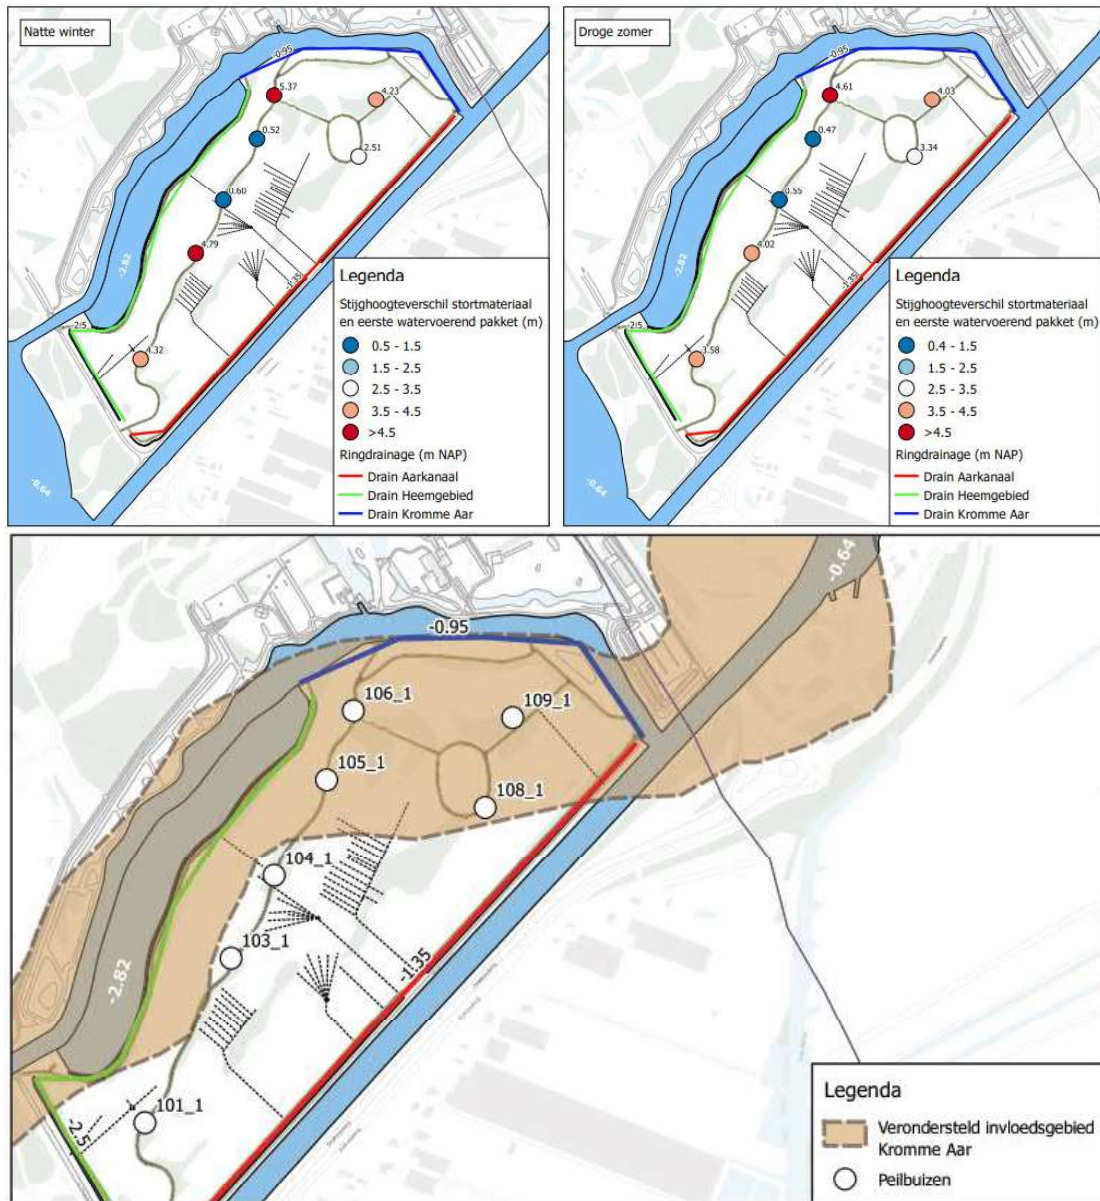 Natte winter
-0.95
5.37
4.23
0.52
2.51
0.60
4.79
-2.82
-1.35
-2.5
4.32
-0.64
Legenda
Stijghoogteverschil stortmateriaal
en eerste watervoerend pakket (m)
0.5 - 1.5
1.5 - 2.5
2.5 - 3.5
3.5 - 4.5
>4.5
Ringdrainage (m NAP)
Drain Aarkanaal
Drain Heemgebied
Drain Kromme Aar
Droge zomer
-0.95
4.61
4.03
0.47
3.34
0.55
4.02
-2.82
-1.35
-2.5
3.58
-0.64
Legenda
Stijghoogteverschil stortmateriaal
en eerste watervoerend pakket (m)
0.4 - 1.5
1.5 - 2.5
2.5 - 3.5
3.5 - 4.5
>4.5
Ringdrainage (m NAP)
Drain Aarkanaal
Drain Heemgebied
Drain Kromme Aar
-0.64
-0.95
106_1
109_1
105_1
108_1
104_1
103_1
-2.82
-1.35
101_1
-2.5
Legenda
Verondersteld invloedsgebied
Kromme Aar
Peilbuizen